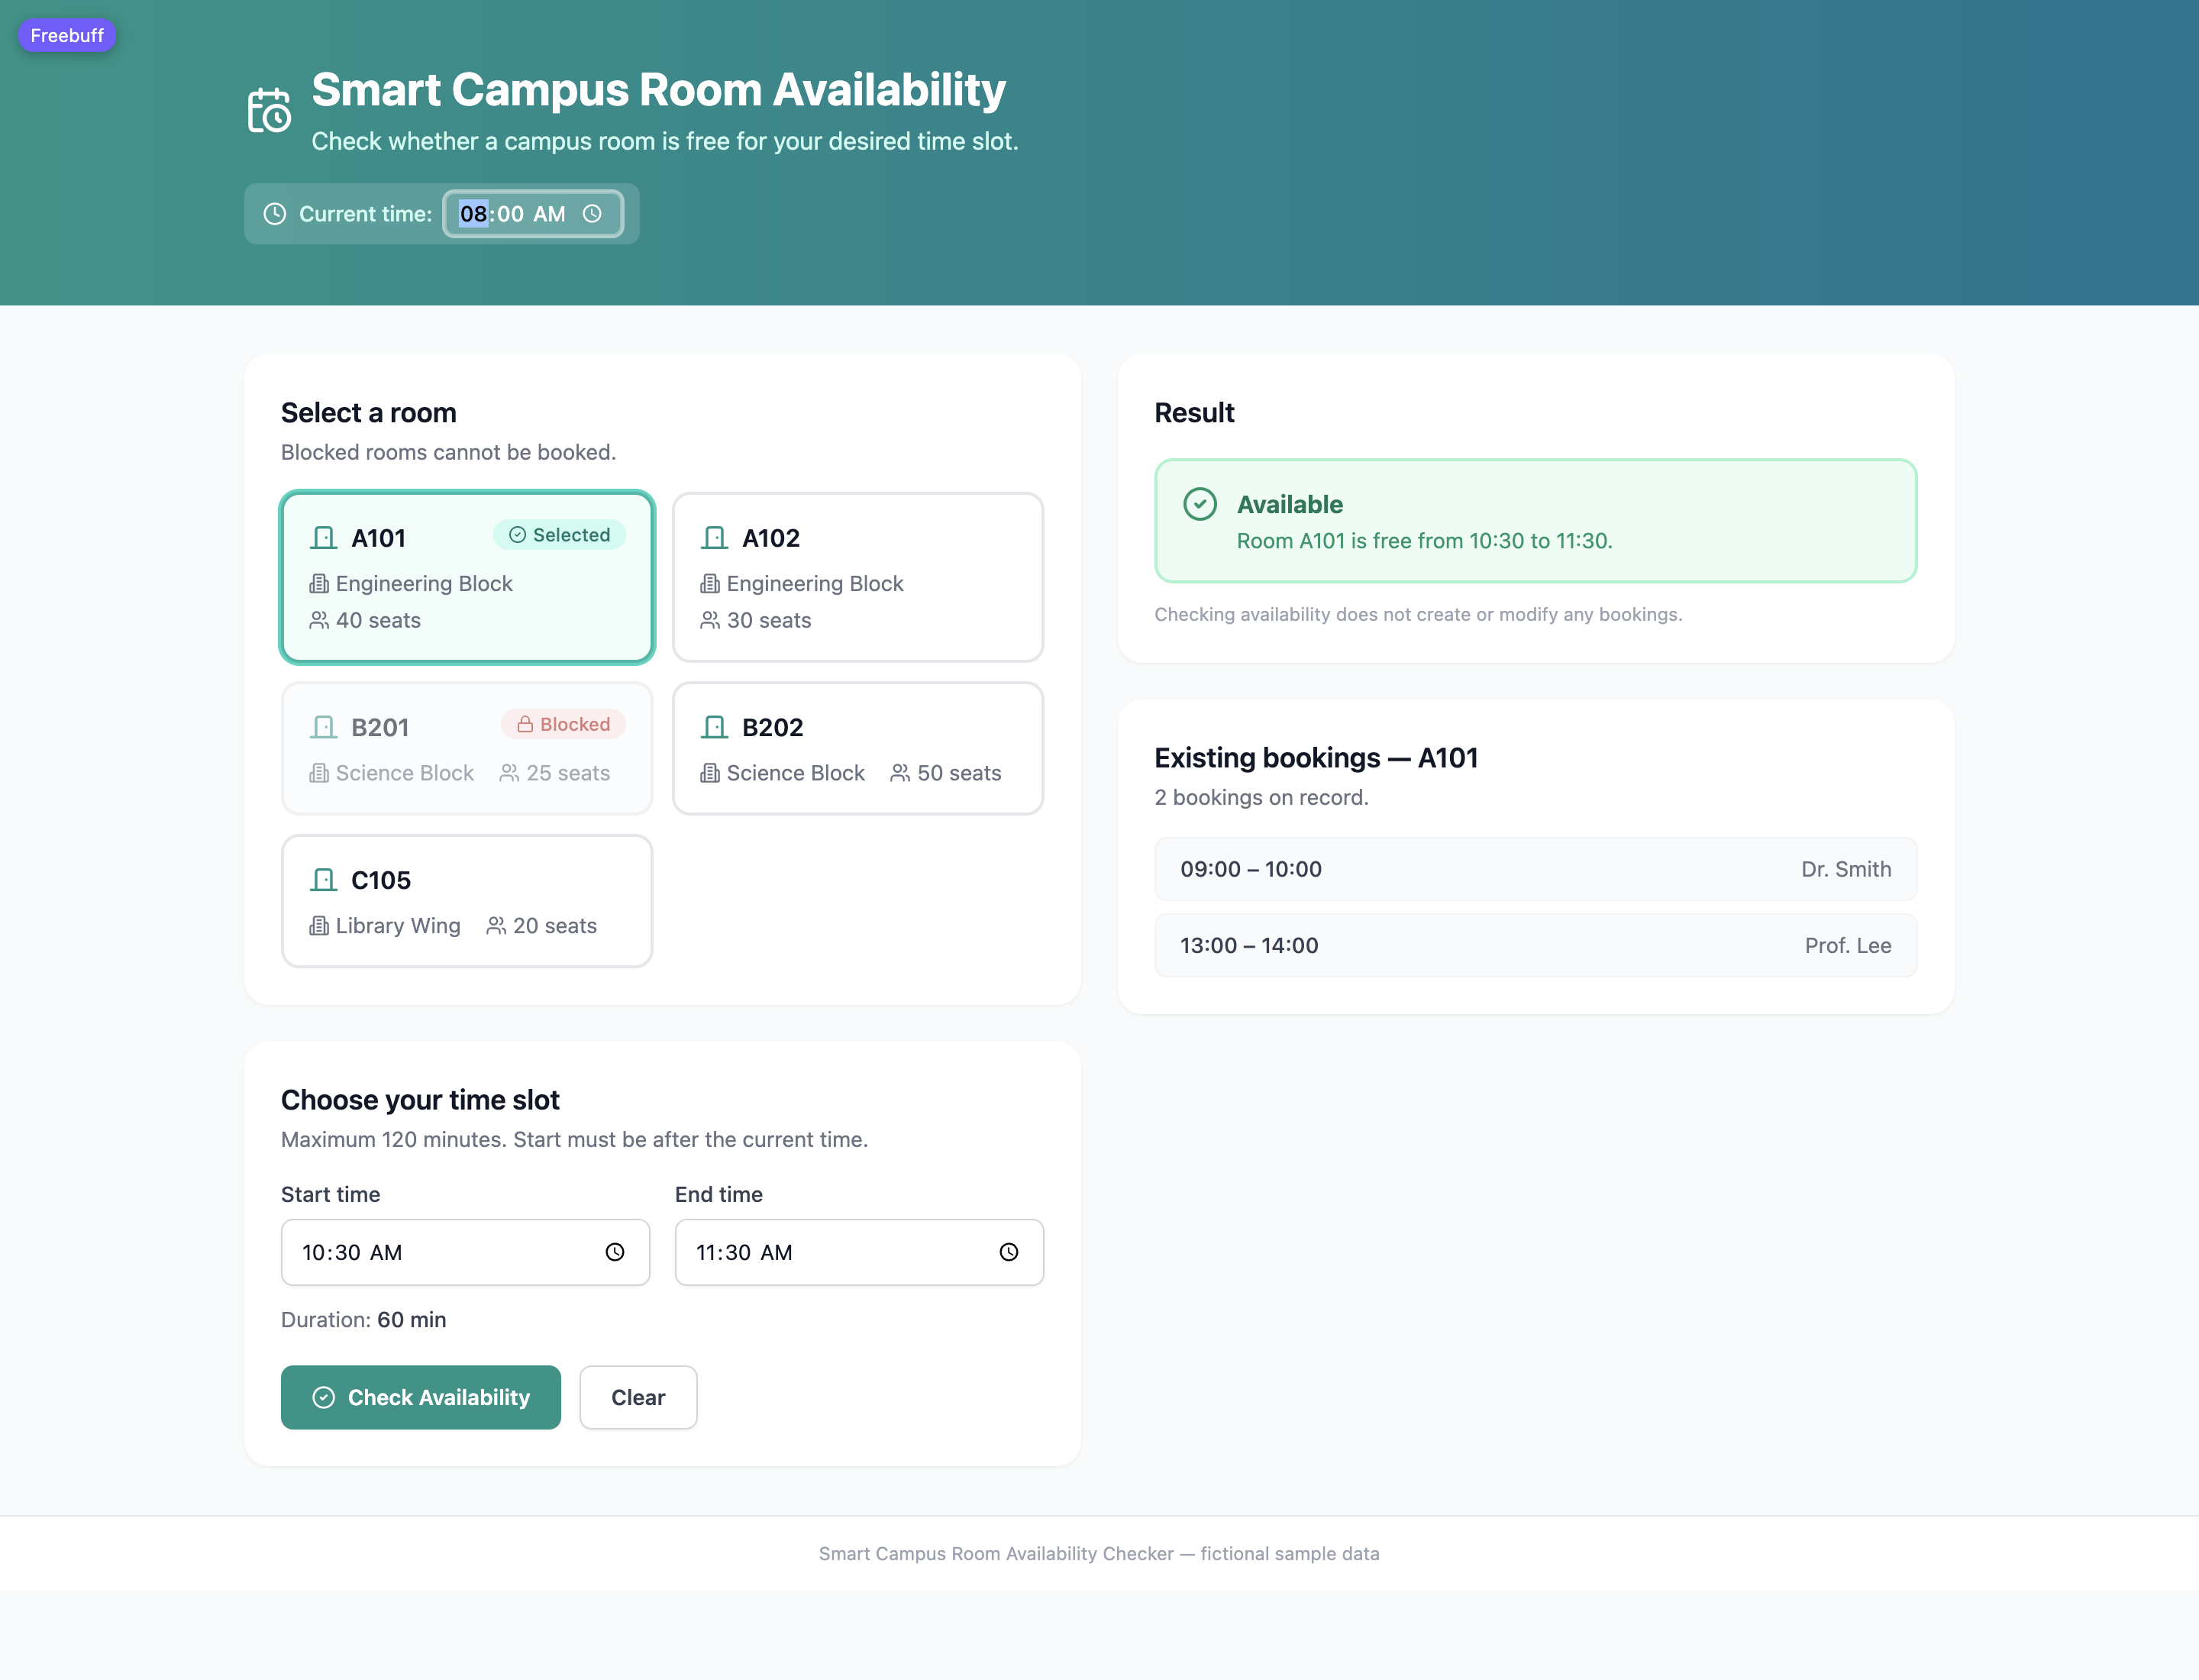 Freebuff
Smart Campus Room Availability
Check whether a campus room is free for your desired time slot.
Current time: 08:00 AM
Select a room
Blocked rooms cannot be booked.
A101 Selected
Engineering Block
40 seats
A102
Engineering Block
30 seats
B201 Blocked
Science Block 25 seats
B202
Science Block 50 seats
C105
Library Wing 20 seats
Choose your time slot
Maximum 120 minutes. Start must be after the current time.
Start time
10:30 AM
End time
11:30 AM
Duration: 60 min
Check Availability
Clear
Result
Available
Room A101 is free from 10:30 to 11:30.
Checking availability does not create or modify any bookings.
Existing bookings — A101
2 bookings on record.
09:00 – 10:00 Dr. Smith
13:00 – 14:00 Prof. Lee
Smart Campus Room Availability Checker — fictional sample data